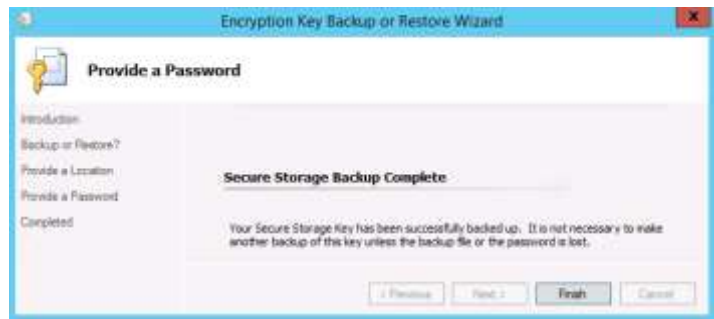 Encryption Key Backup or Restore Wizard
x
Provide a Password
Introduction
Backup or Restore?
Provide a Location
Provide a Password
Completed
Secure Storage Backup Complete
Your Secure Storage Key has been successfully backed up. It is not necessary to make
another backup of this key unless the backup file or the password is lost.
< Previous Next > Finish Cancel